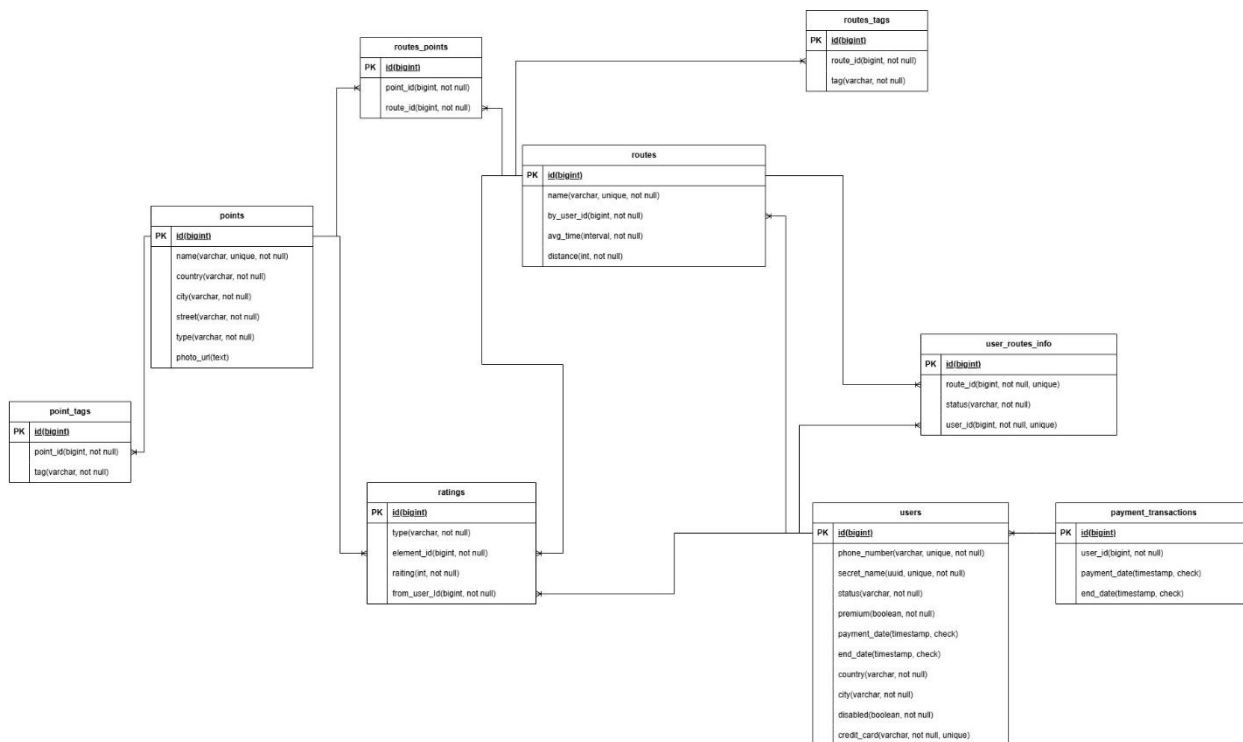 routes_tags
PK id(bigint)
route_id(bigint, not null)
tag(varchar, not null)
routes_points
PK id(bigint)
point_id(bigint, not null)
route_id(bigint, not null)
routes
PK id(bigint)
name(varchar, unique, not null)
by_user_id(bigint, not null)
avg_time(interval, not null)
distance(int, not null)
points
PK id(bigint)
name(varchar, unique, not null)
country(varchar, not null)
city(varchar, not null)
street(varchar, not null)
type(varchar, not null)
photo_url(text)
user_routes_info
PK id(bigint)
route_id(bigint, not null, unique)
status(varchar, not null)
user_id(bigint, not null, unique)
point_tags
PK id(bigint)
point_id(bigint, not null)
tag(varchar, not null)
ratings
PK id(bigint)
type(varchar, not null)
element_id(bigint, not null)
raiting(int, not null)
from_user_Id(bigint, not null)
users
PK id(bigint)
phone_number(varchar, unique, not null)
secret_name(uuid, unique, not null)
status(varchar, not null)
premium(boolean, not null)
payment_date(timestamp, check)
end_date(timestamp, check)
country(varchar, not null)
city(varchar, not null)
disabled(boolean, not null)
credit_card(varchar, not null, unique)
payment_transactions
PK id(bigint)
user_id(bigint, not null)
payment_date(timestamp, check)
end_date(timestamp, check)